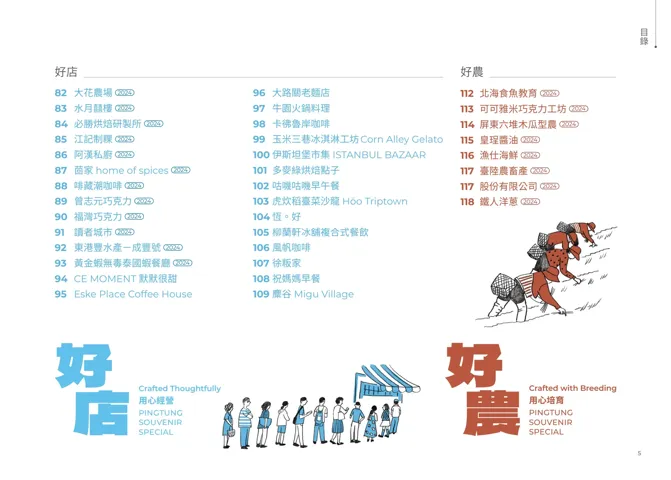 目錄
好店
82 大花農場 2024
83 水月囍樓 2024
84 必勝烘焙研製所 2024
85 江記制粿 2024
86 阿漢私廚 2024
87 茴家 home of spices 2024
88 啡藏潮咖啡 2024
89 曾志元巧克力 2024
90 福灣巧克力 2024
91 讀者城市 2024
92 東港豐水產－成豐號 2024
93 黃金蝦無毒泰國蝦餐廳 2024
94 CE MOMENT 默默很甜
95 Eske Place Coffee House
96 大路關老麵店
97 牛園火鍋料理
98 卡彿魯岸咖啡
99 玉米三巷冰淇淋工坊 Corn Alley Gelato
100 伊斯坦堡市集 ISTANBUL BAZAAR
101 多麥綠烘焙點子
102 咕嘰咕嘰早午餐
103 虎炊稻臺菜沙龍 Höo Triptown
104 恆。好
105 柳蘭軒冰舖複合式餐飲
106 風帆咖啡
107 徐粄家
108 祝媽媽早餐
109 麋谷 Migu Village
好農
112 北海食魚教育 2024
113 可可雅米巧克力工坊 2024
114 屏東六堆木瓜型農 2024
115 皇珵醬油 2024
116 漁仕海鮮 2024
117 臺陸農畜產 2024
117 股份有限公司 2024
118 鐵人洋蔥 2024
好店
Crafted Thoughtfully
用心經營
PINGTUNG
SOUVENIR
SPECIAL
好農
Crafted with Breeding
用心培育
PINGTUNG
SOUVENIR
SPECIAL
5